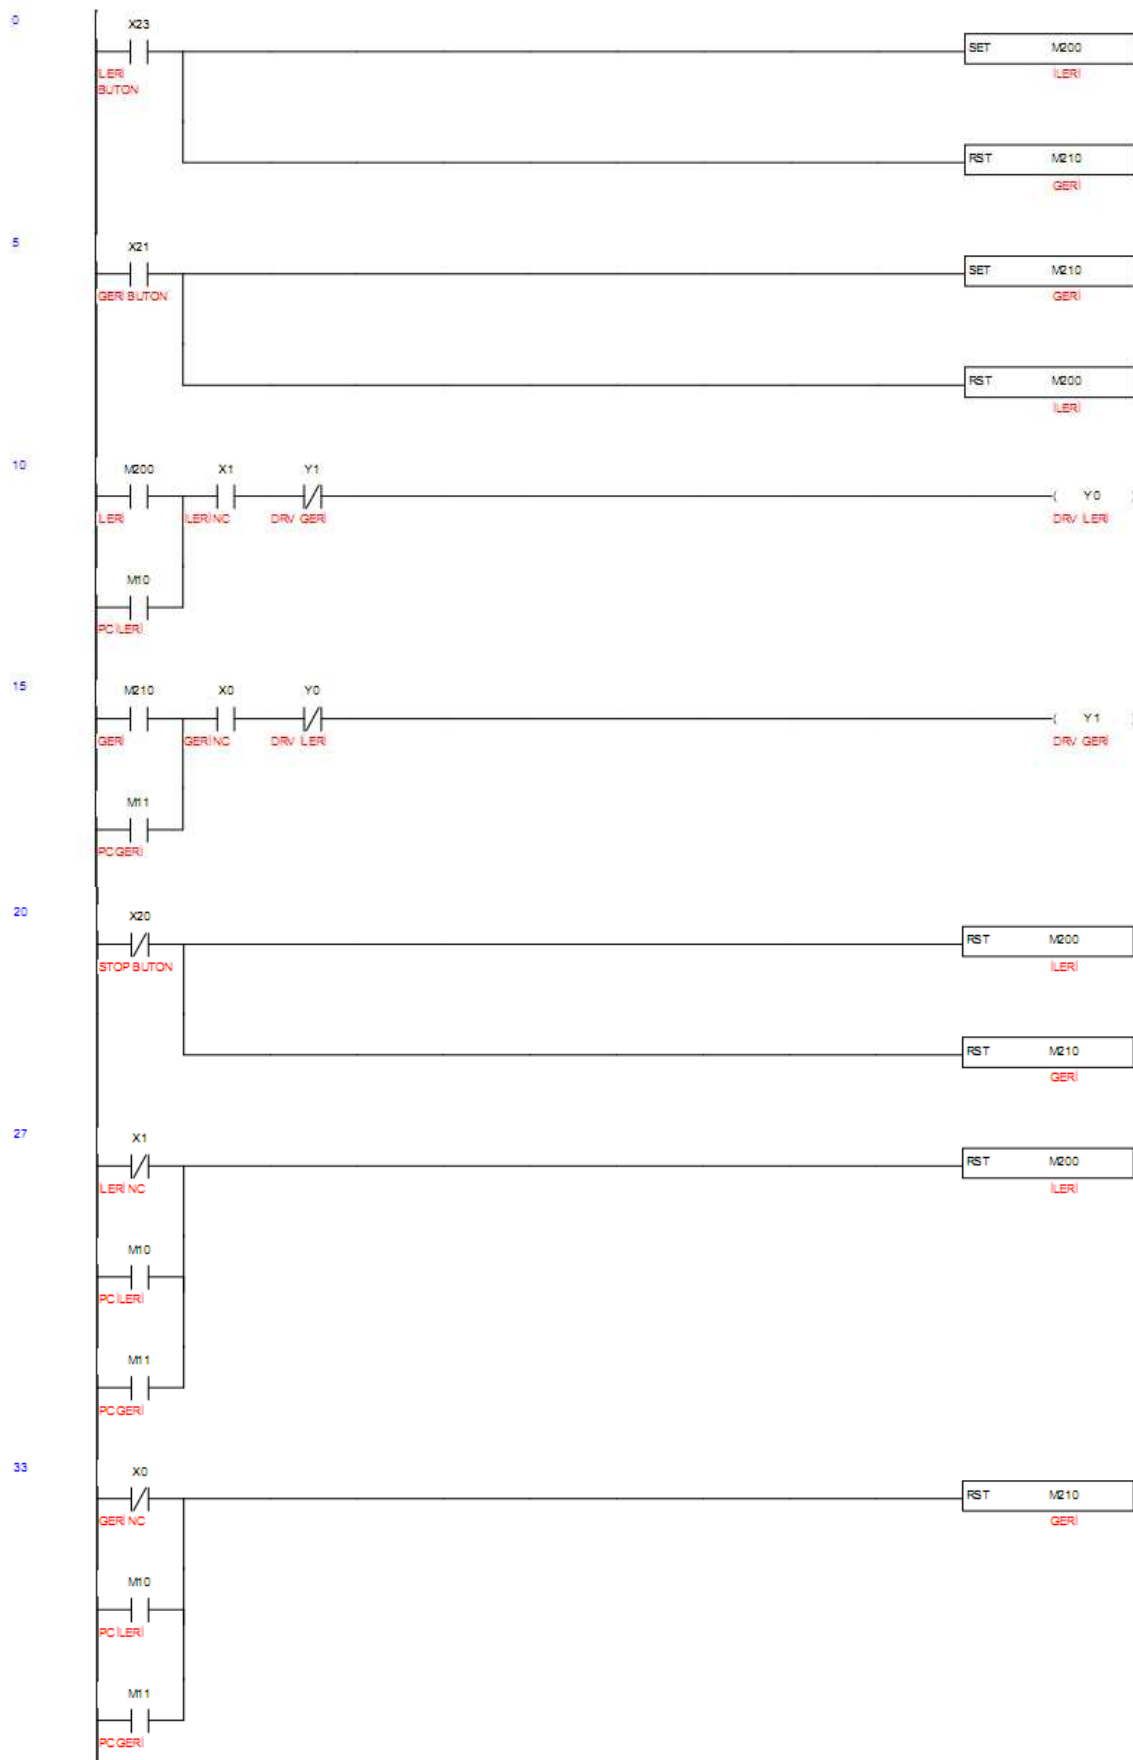 0
X23
İLERİ
BUTON
SET M200
İLERİ
RST M210
GERİ
5
X21
GERİ BUTON
SET M210
GERİ
RST M200
İLERİ
10
M200 X1 Y1
İLERİ İLERİ NC DRV GERİ
( Y0 )
DRV İLERİ
M10
PC İLERİ
15
M210 X0 Y0
GERİ GERİ NC DRV İLERİ
( Y1 )
DRV GERİ
M11
PC GERİ
20
X20
STOP BUTON
RST M200
İLERİ
RST M210
GERİ
27
X1
İLERİ NC
RST M200
İLERİ
M10
PC İLERİ
M11
PC GERİ
33
X0
GERİ NC
RST M210
GERİ
M10
PC İLERİ
M11
PC GERİ